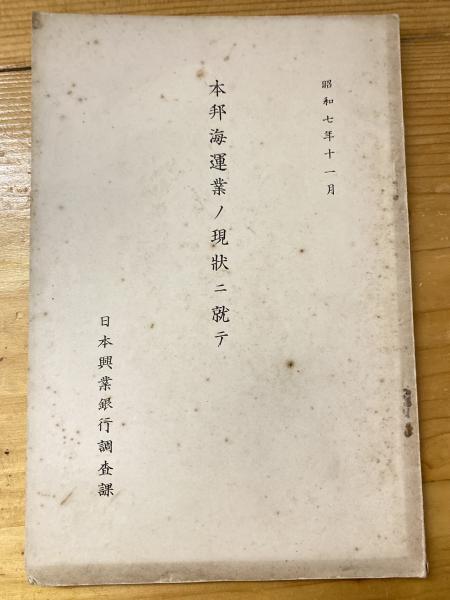 昭和七年十一月
本邦海運業ノ現狀ニ就テ
日本興業銀行調査課